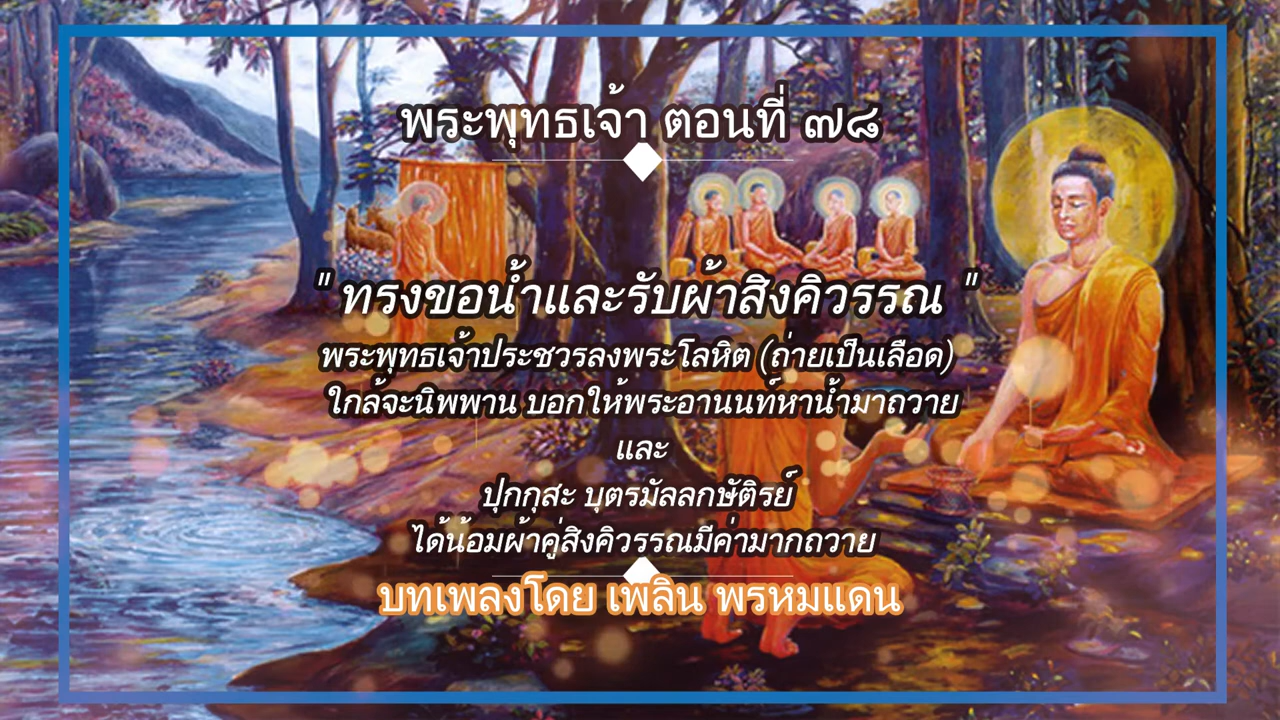 พระพุทธเจ้า ตอนที่ ๗๘
" ทรงขอน้ำและรับผ้าสิงคิวรรณ "
พระพุทธเจ้าประชวรลงพระโลหิต (ถ่ายเป็นเลือด)
ใกล้จะนิพพาน บอกให้พระอานนท์หาน้ำมาถวาย
และ
ปุกกุสะ บุตรมัลลกษัติรย์
ได้น้อมผ้าคู่สิงคิวรรณมีค่ามากถวาย
บทเพลงโดย เพลิน พรหมแดน